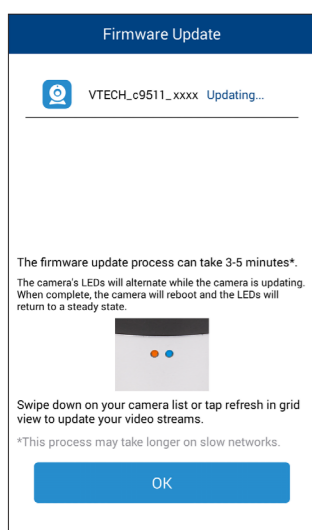 Firmware Update
VTECH_c9511_xxxx Updating...
The firmware update process can take 3-5 minutes*.
The camera's LEDs will alternate while the camera is updating.
When complete, the camera will reboot and the LEDs will
return to a steady state.
Swipe down on your camera list or tap refresh in grid
view to update your video streams.
*This process may take longer on slow networks.
OK